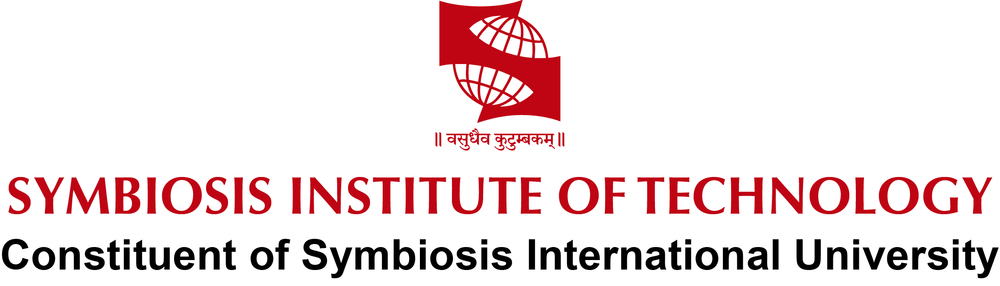 ॥ वसुधैव कुटुम्बकम् ॥
SYMBIOSIS INSTITUTE OF TECHNOLOGY
Constituent of Symbiosis International University